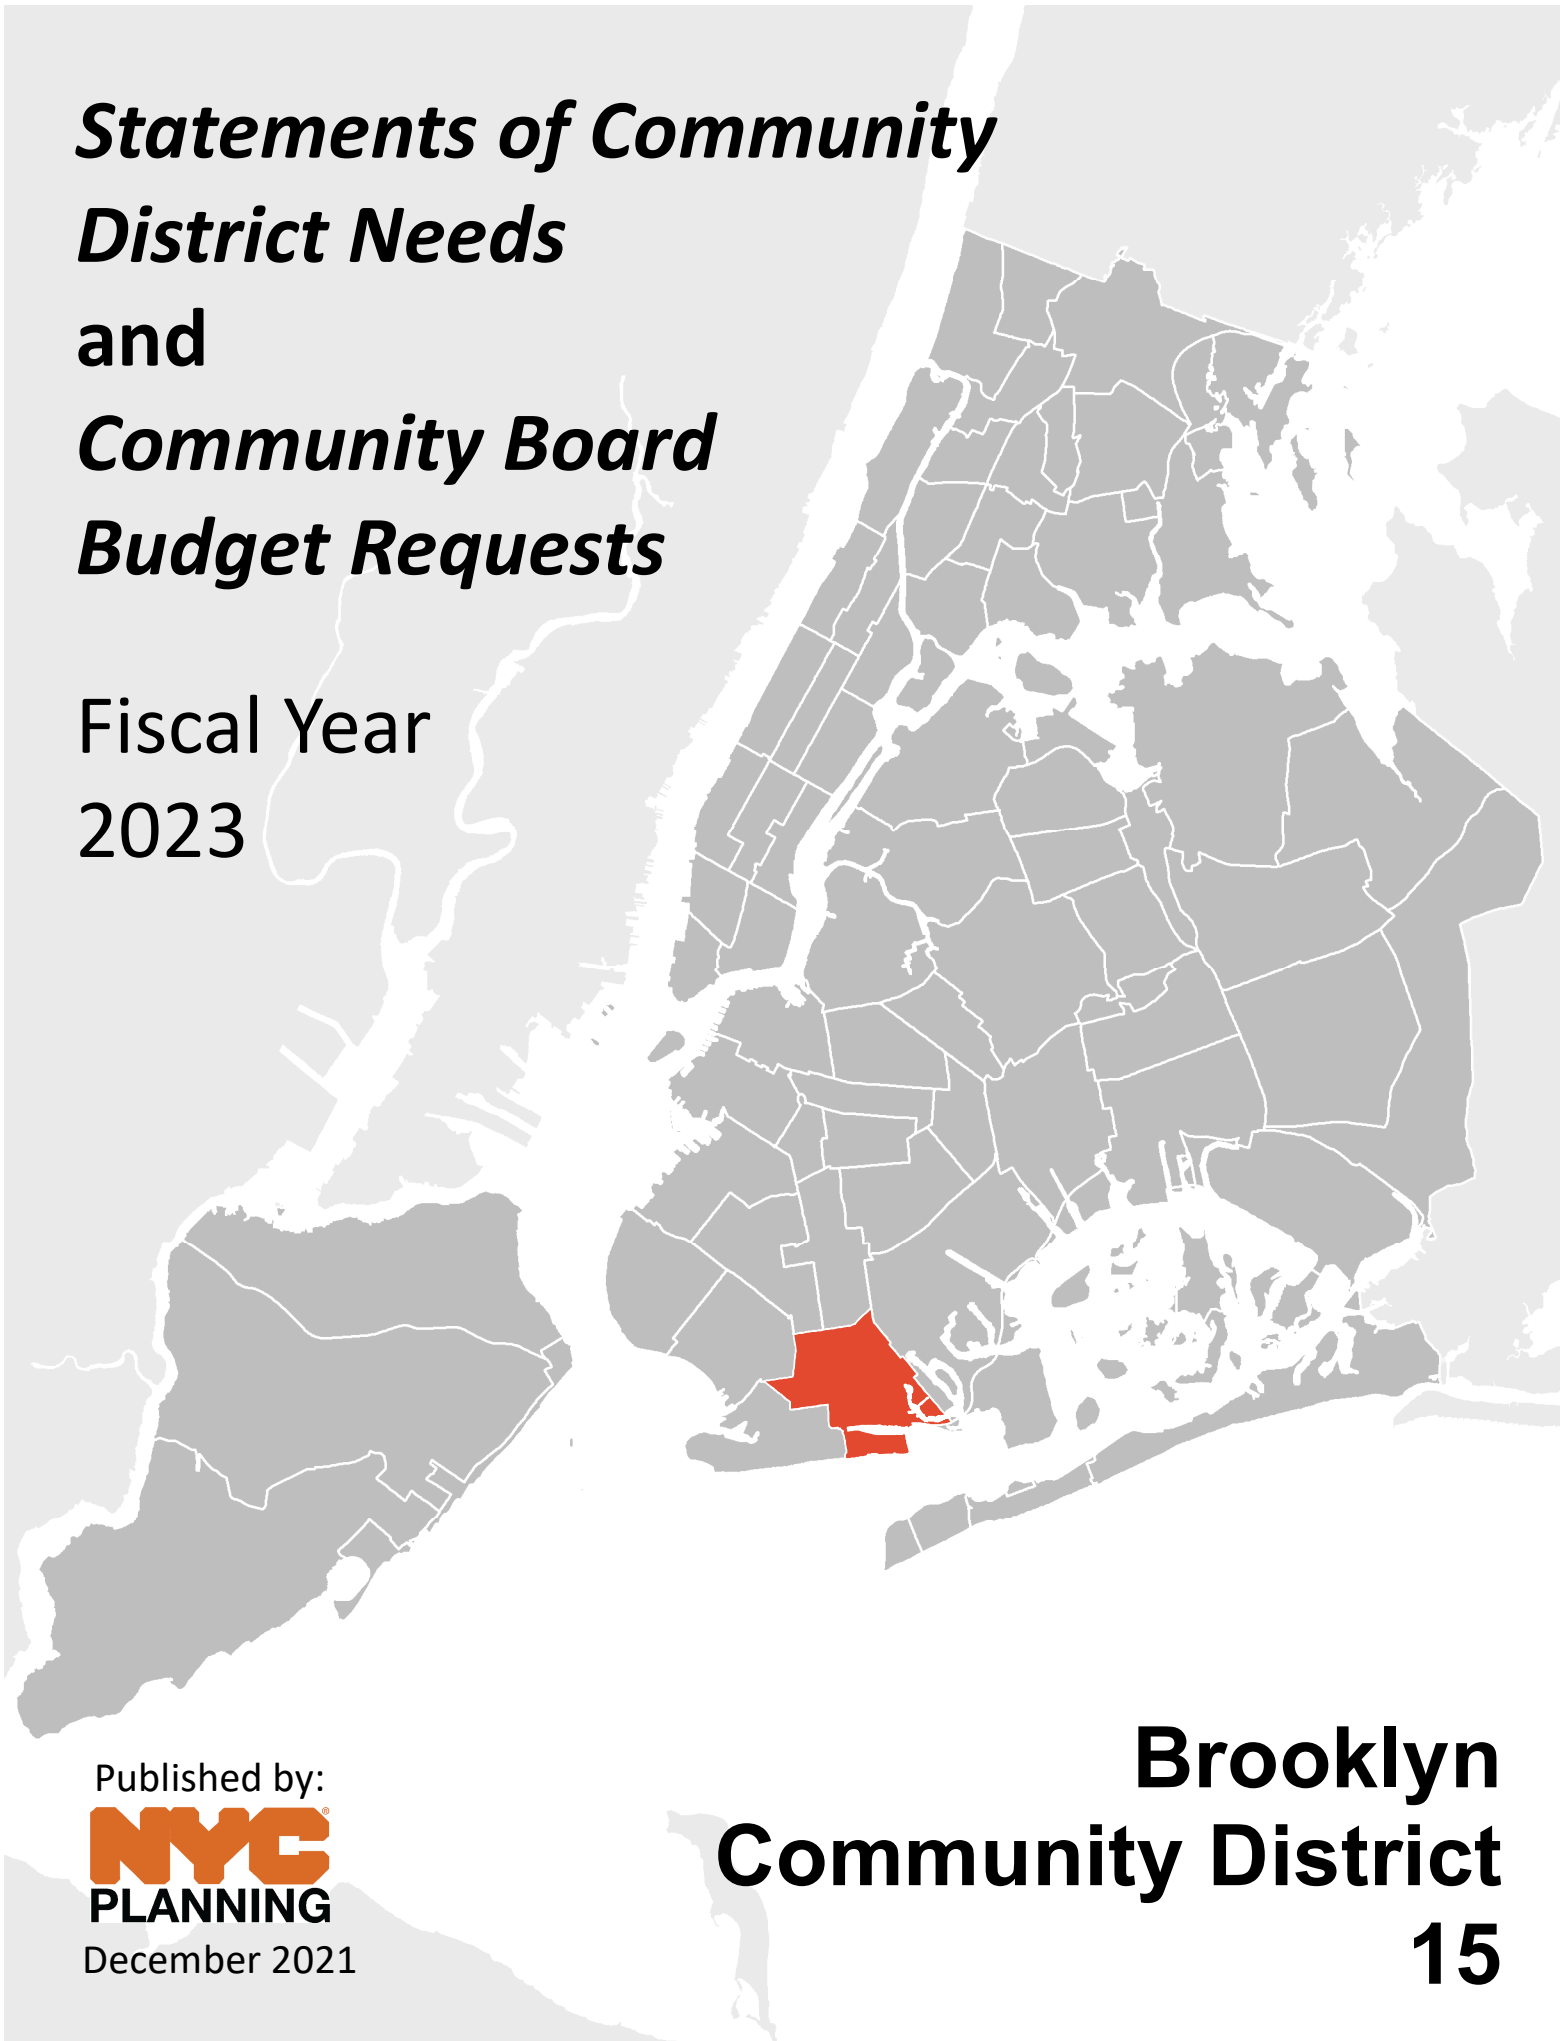 Statements of Community
District Needs
and
Community Board
Budget Requests
Fiscal Year
2023
Published by:
NYC®
PLANNING
December 2021
Brooklyn
Community District
15